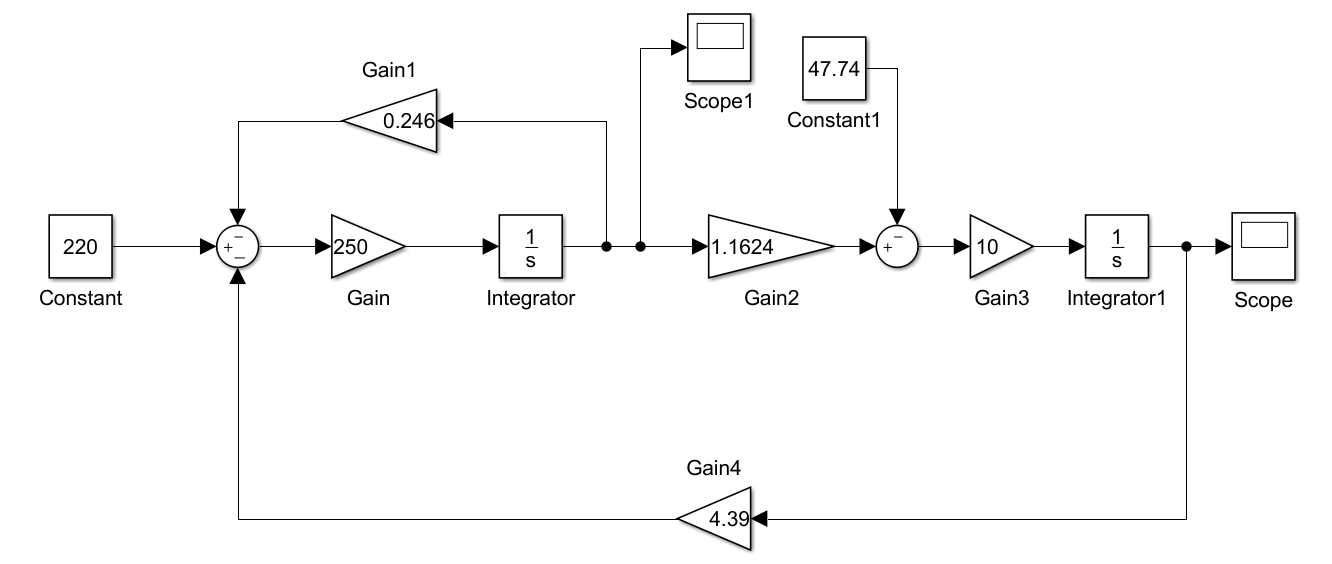 Gain1
0.246
Scope1
47.74
Constant1
220
Constant
+
−
−
250
Gain
1
s
Integrator
1.1624
Gain2
+
−
10
Gain3
1
s
Integrator1
Scope
Gain4
4.39